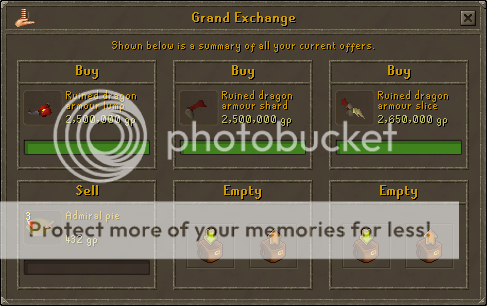 Grand Exchange
Shown below is a summary of all your current offers.
Buy
Buy
Buy
Ruined dragon
armour lump
2,500,000 gp
Ruined dragon
armour shard
2,500,000 gp
Ruined dragon
armour slice
2,650,000 gp
photobucket
Sell
Empty
Empty
3
Admiral pie
432 gp
Protect more of your memories for less!